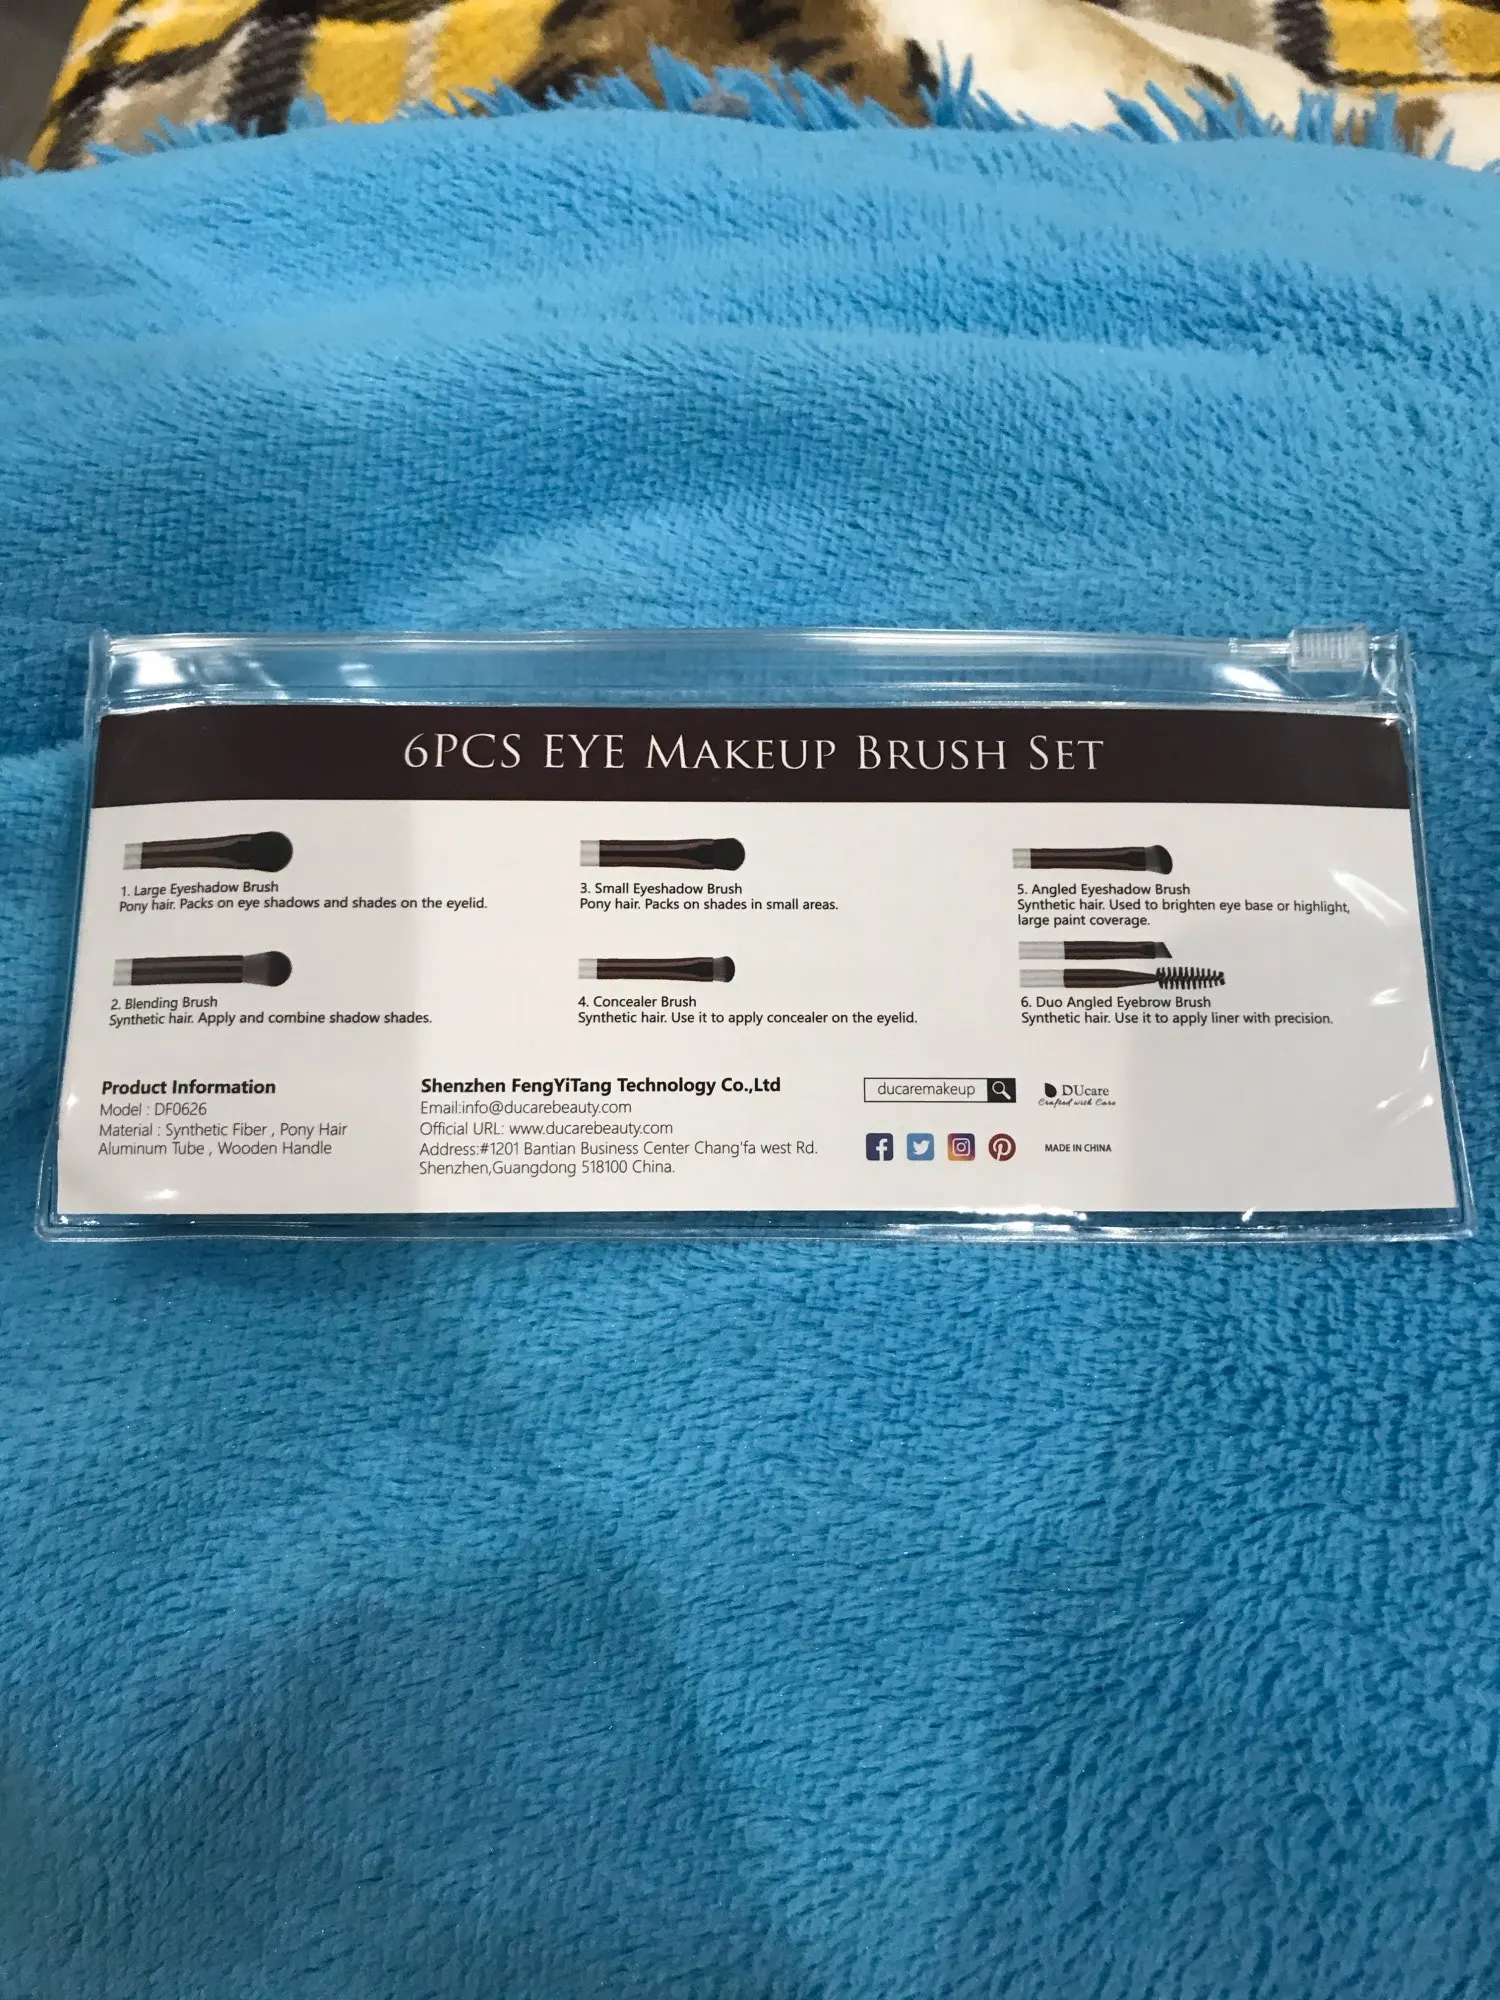 6PCS EYE MAKEUP BRUSH SET
1. Large Eyeshadow Brush
Pony hair. Packs on eye shadows and shades on the eyelid.
2. Blending Brush
Synthetic hair. Apply and combine shadow shades.
3. Small Eyeshadow Brush
Pony hair. Packs on shades in small areas.
4. Concealer Brush
Synthetic hair. Use it to apply concealer on the eyelid.
5. Angled Eyeshadow Brush
Synthetic hair. Used to brighten eye base or highlight,
large paint coverage.
6. Duo Angled Eyebrow Brush
Synthetic hair. Use it to apply liner with precision.
Product Information
Model : DF0626
Material : Synthetic Fiber , Pony Hair
Aluminum Tube , Wooden Handle
Shenzhen FengYiTang Technology Co.,Ltd
Email:info@ducarebeauty.com
Official URL: www.ducarebeauty.com
Address:#1201 Bantian Business Center Chang'fa west Rd.
Shenzhen,Guangdong 518100 China.
ducaremakeup
DUcare
Crafted with Care
MADE IN CHINA